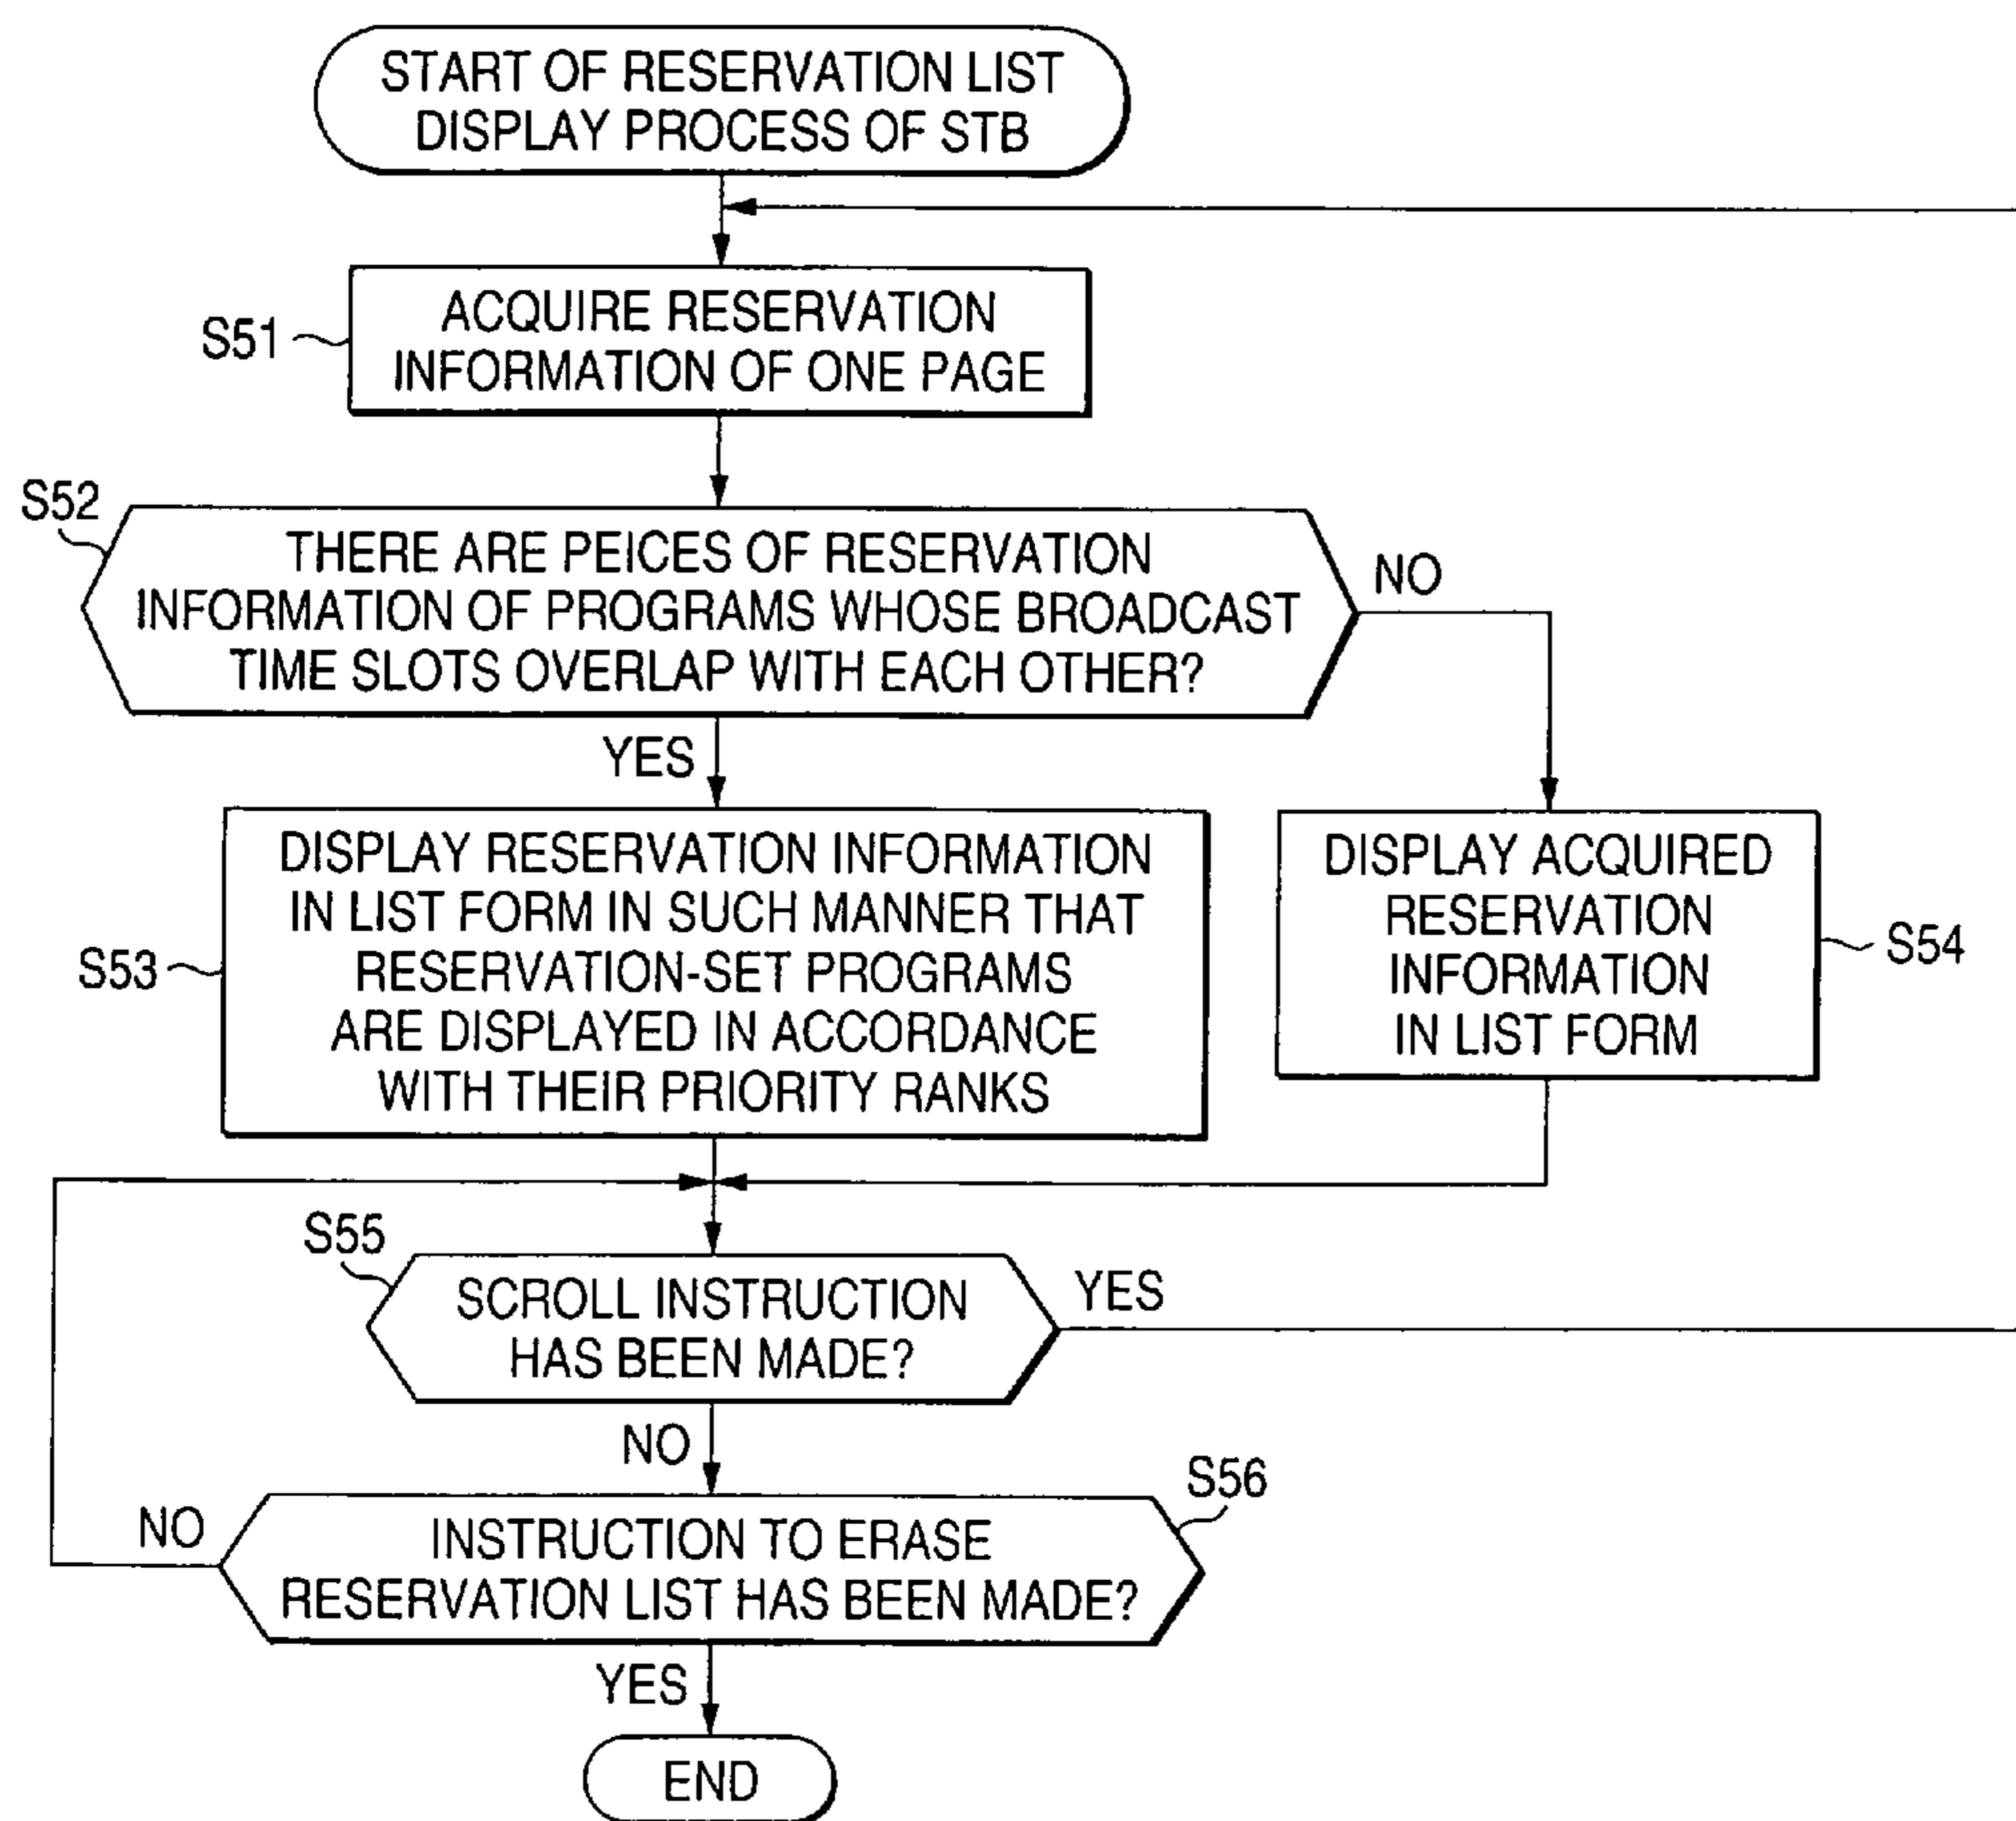 START OF RESERVATION LIST
DISPLAY PROCESS OF STB
S51
ACQUIRE RESERVATION
INFORMATION OF ONE PAGE
S52
THERE ARE PEICES OF RESERVATION
INFORMATION OF PROGRAMS WHOSE BROADCAST
TIME SLOTS OVERLAP WITH EACH OTHER?
NO
YES
S53
DISPLAY RESERVATION INFORMATION
IN LIST FORM IN SUCH MANNER THAT
RESERVATION-SET PROGRAMS
ARE DISPLAYED IN ACCORDANCE
WITH THEIR PRIORITY RANKS
DISPLAY ACQUIRED
RESERVATION
INFORMATION
IN LIST FORM
S54
S55
SCROLL INSTRUCTION
HAS BEEN MADE?
YES
NO
S56
INSTRUCTION TO ERASE
RESERVATION LIST HAS BEEN MADE?
NO
YES
END